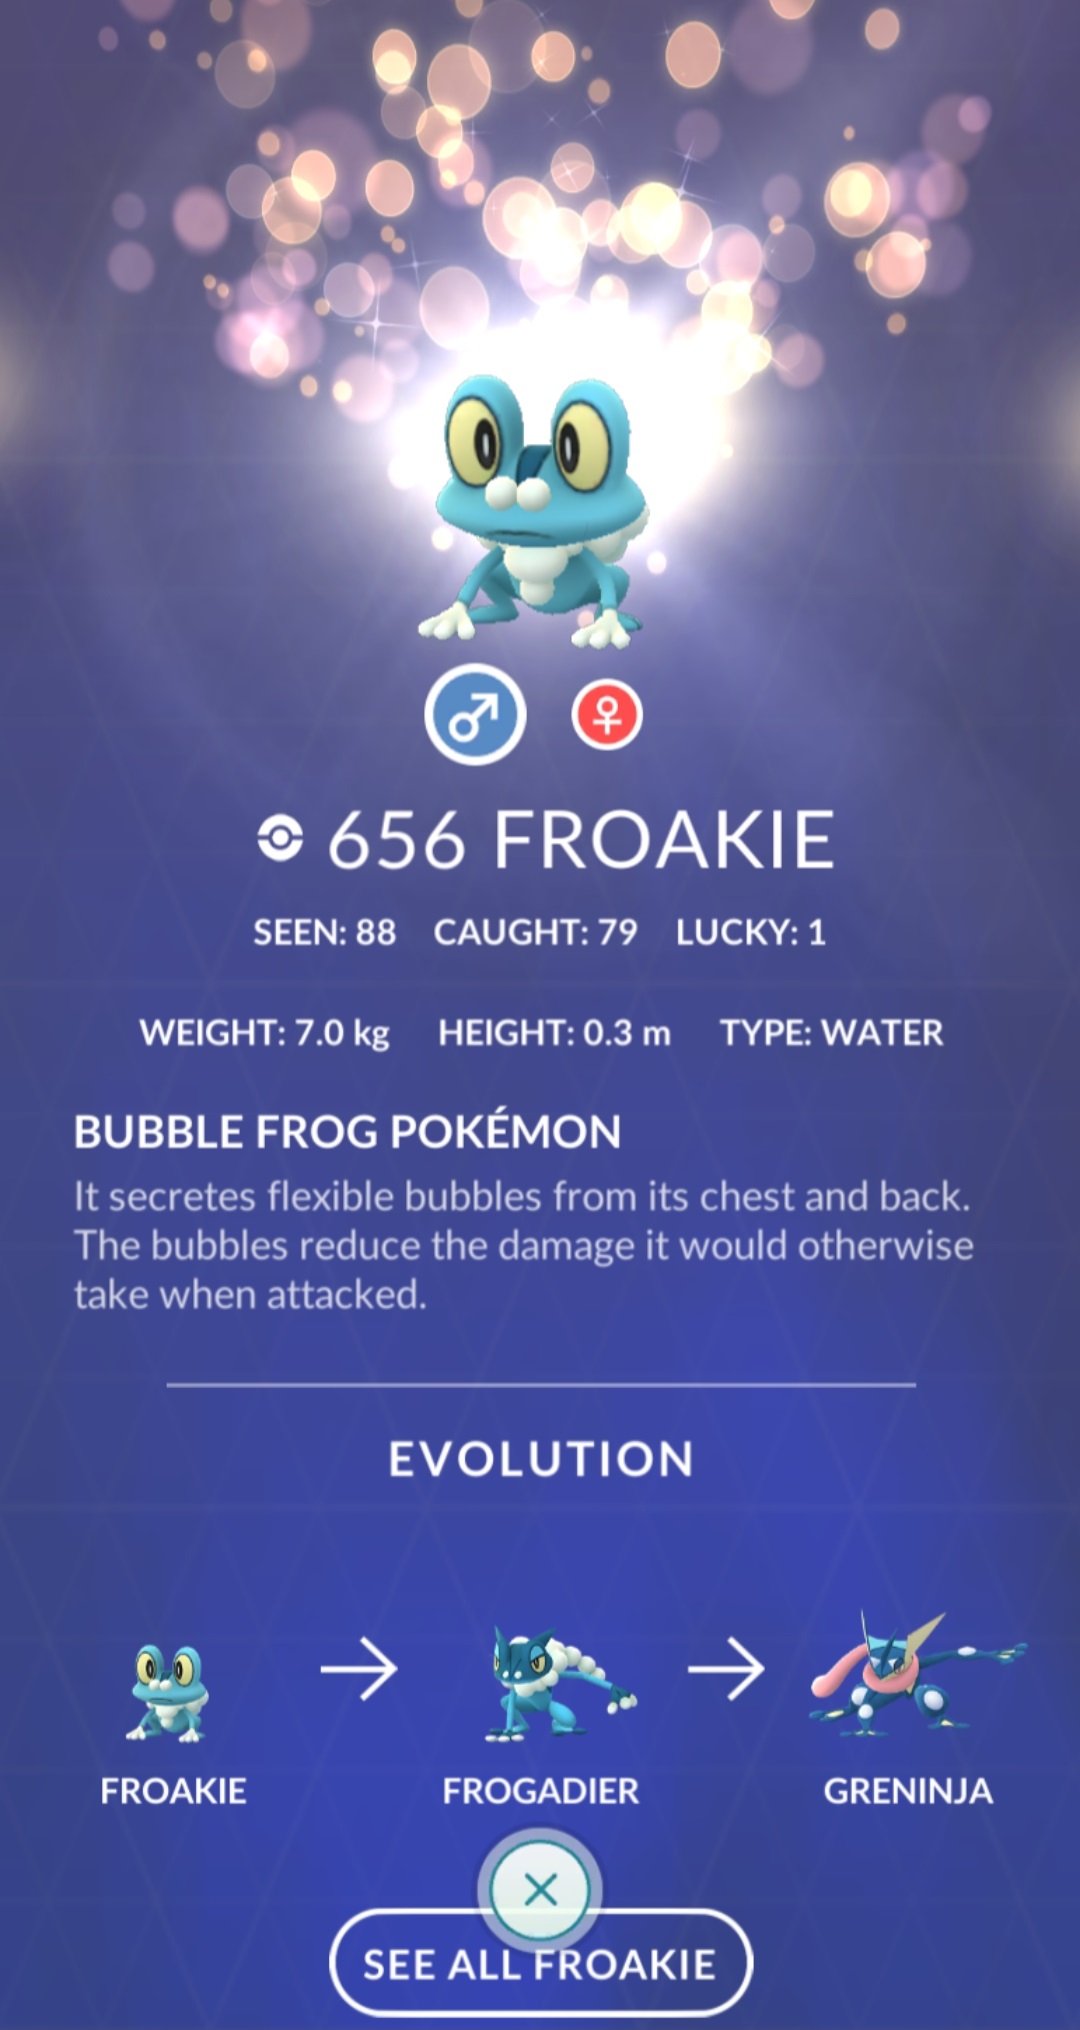 656 FROAKIE
SEEN: 88 CAUGHT: 79 LUCKY: 1
WEIGHT: 7.0 kg HEIGHT: 0.3 m TYPE: WATER
BUBBLE FROG POKÉMON
It secretes flexible bubbles from its chest and back.
The bubbles reduce the damage it would otherwise
take when attacked.
EVOLUTION
FROAKIE FROGADIER GRENINJA
SEE ALL FROAKIE